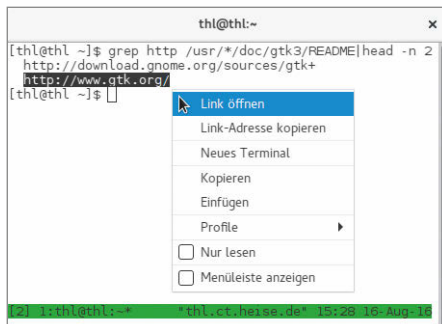 thl@thl:~ ×
[thl@thl ~]$ grep http /usr/*/doc/gtk3/README|head -n 2
http://download.gnome.org/sources/gtk+
http://www.gtk.org/
[thl@thl ~]$
Link öffnen
Link-Adresse kopieren
Neues Terminal
Kopieren
Einfügen
Profile
Nur lesen
Menüleiste anzeigen
[2] 1:thl@thl:~* "thl.ct.heise.de" 15:28 16-Aug-16